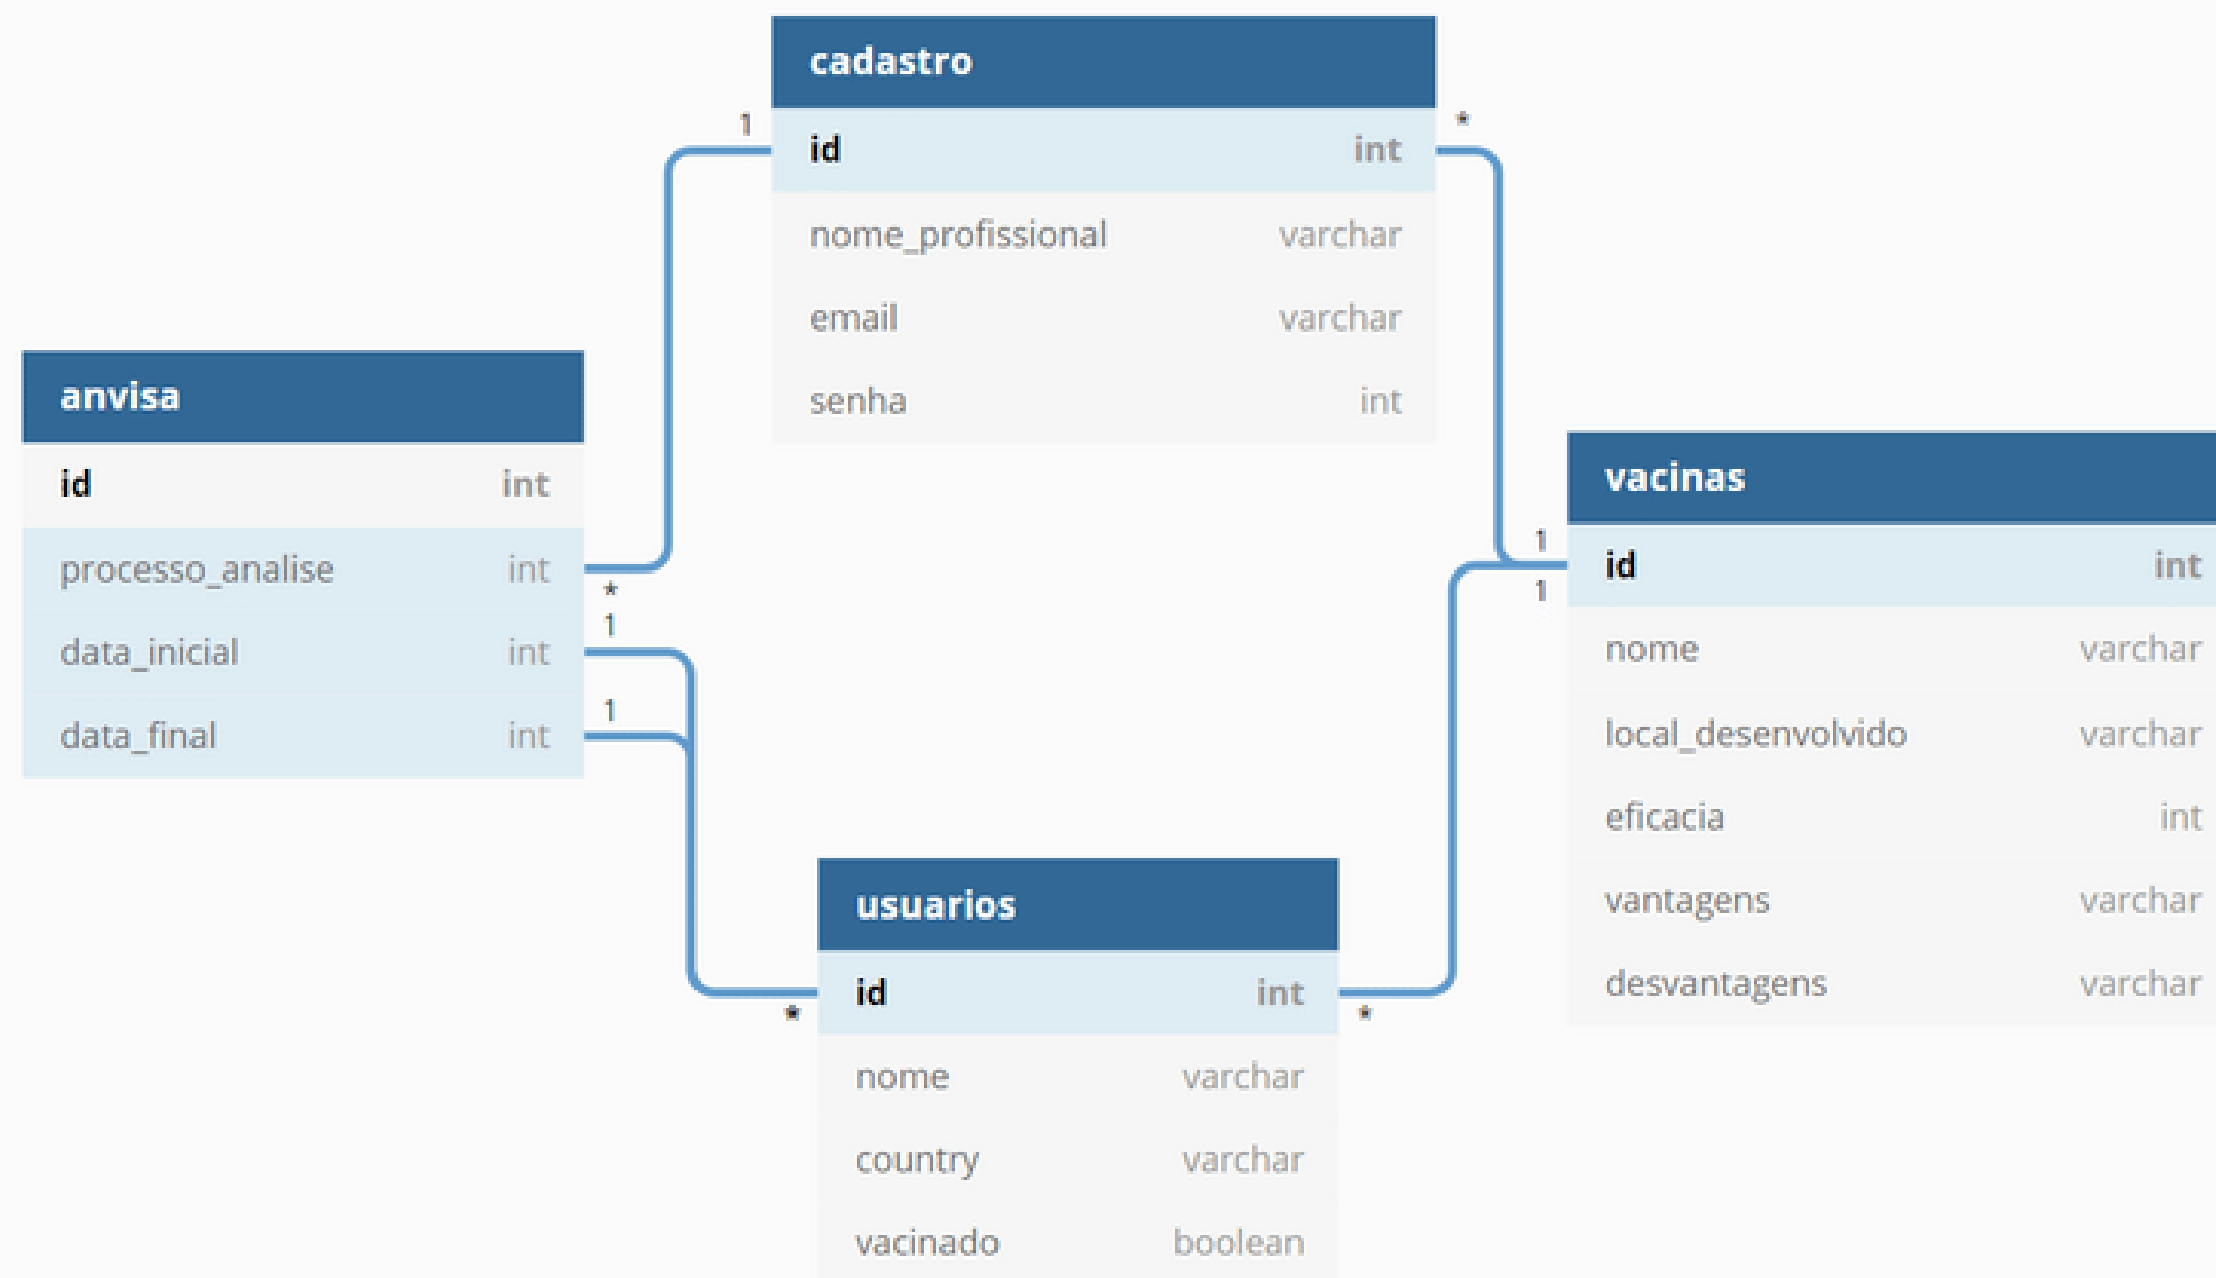 cadastro
1
*
id int
nome_profissional varchar
email varchar
senha int
anvisa
id int
processo_analise int
*
1
data_inicial int
1
data_final int
vacinas
1
id int
1
nome varchar
local_desenvolvido varchar
eficacia int
vantagens varchar
desvantagens varchar
usuarios
id int
*
*
nome varchar
country varchar
vacinado boolean